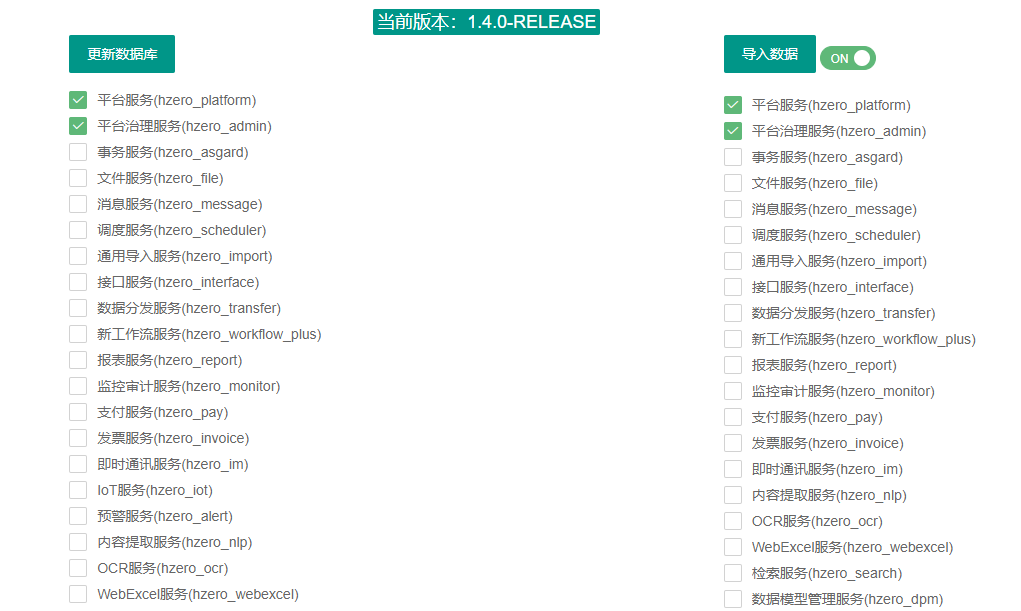 当前版本：1.4.0-RELEASE
更新数据库
平台服务(hzero_platform)
平台治理服务(hzero_admin)
事务服务(hzero_asgard)
文件服务(hzero_file)
消息服务(hzero_message)
调度服务(hzero_scheduler)
通用导入服务(hzero_import)
接口服务(hzero_interface)
数据分发服务(hzero_transfer)
新工作流服务(hzero_workflow_plus)
报表服务(hzero_report)
监控审计服务(hzero_monitor)
支付服务(hzero_pay)
发票服务(hzero_invoice)
即时通讯服务(hzero_im)
IoT服务(hzero_iot)
预警服务(hzero_alert)
内容提取服务(hzero_nlp)
OCR服务(hzero_ocr)
WebExcel服务(hzero_webexcel)
导入数据 ON
平台服务(hzero_platform)
平台治理服务(hzero_admin)
事务服务(hzero_asgard)
文件服务(hzero_file)
消息服务(hzero_message)
调度服务(hzero_scheduler)
通用导入服务(hzero_import)
接口服务(hzero_interface)
数据分发服务(hzero_transfer)
新工作流服务(hzero_workflow_plus)
报表服务(hzero_report)
监控审计服务(hzero_monitor)
支付服务(hzero_pay)
发票服务(hzero_invoice)
即时通讯服务(hzero_im)
内容提取服务(hzero_nlp)
OCR服务(hzero_ocr)
WebExcel服务(hzero_webexcel)
检索服务(hzero_search)
数据模型管理服务(hzero_dpm)